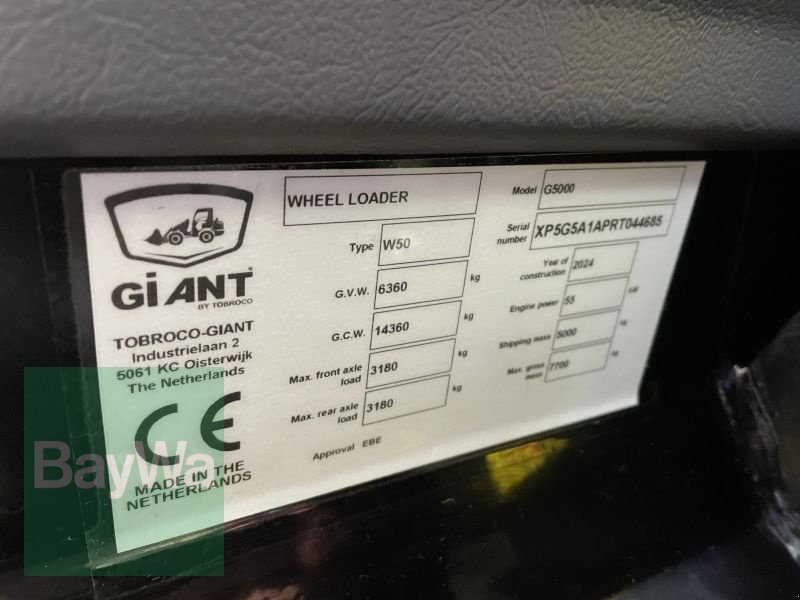 GiANT
BY TOBROCO
TOBROCO-GIANT
Industrielaan 2
5061 KC Oisterwijk
The Netherlands
CE
MADE IN THE
NETHERLANDS
BayWa
WHEEL LOADER
Type W50
G.V.W. 6360 kg
G.C.W. 14360 kg
Max. front axle
load 3180 kg
Max. rear axle
load 3180 kg
Approval EBE
Model G5000
Serial
number XP5G5A1APRT044685
Year of
construction 2024
Engine power 55 kW
Shipping mass 5000 kg
Max. gross
mass 7700 kg